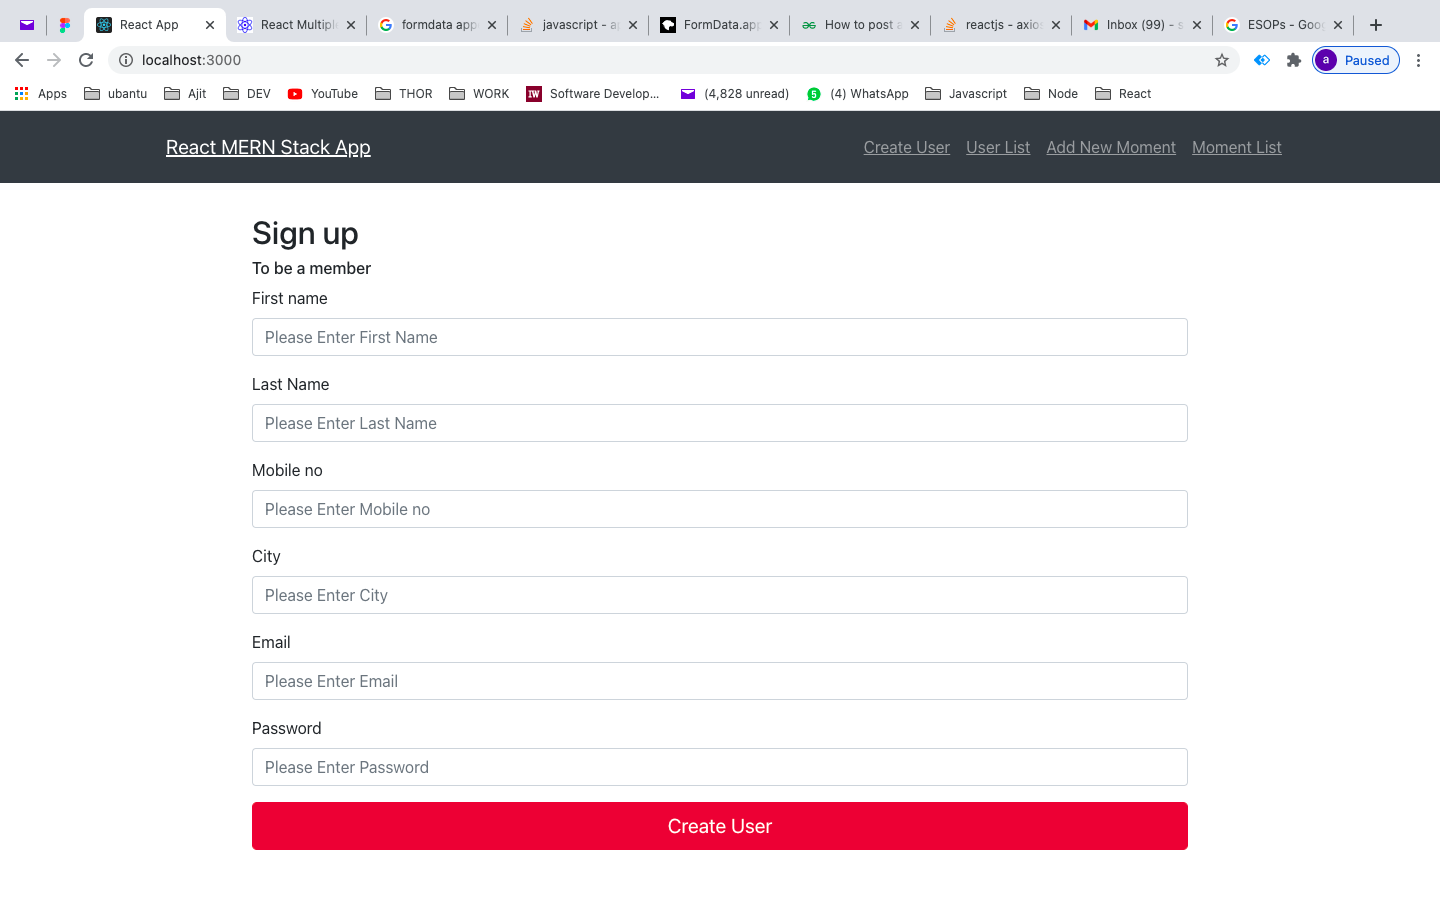 React App
React Multiple
formdata appe
javascript - ap
FormData.app
How to post a
reactjs - axios
Inbox (99) - s
ESOPs - Goog
localhost:3000
a Paused
Apps ubantu Ajit DEV YouTube THOR WORK Software Develop... (4,828 unread) (4) WhatsApp Javascript Node React
React MERN Stack App Create User User List Add New Moment Moment List
Sign up
To be a member
First name
Please Enter First Name
Last Name
Please Enter Last Name
Mobile no
Please Enter Mobile no
City
Please Enter City
Email
Please Enter Email
Password
Please Enter Password
Create User